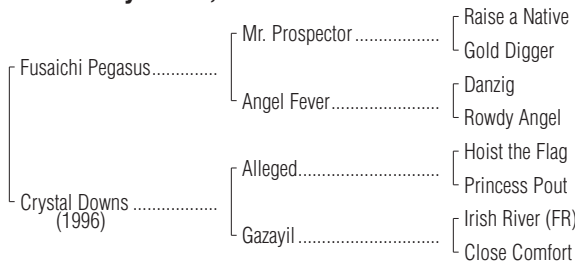 Raise a Native
Mr. Prospector ..................
Gold Digger
Fusaichi Pegasus..............
Danzig
Angel Fever.......................
Rowdy Angel
Hoist the Flag
Alleged..............................
Princess Pout
Crystal Downs ..................
(1996)
Irish River (FR)
Gazayil ..............................
Close Comfort